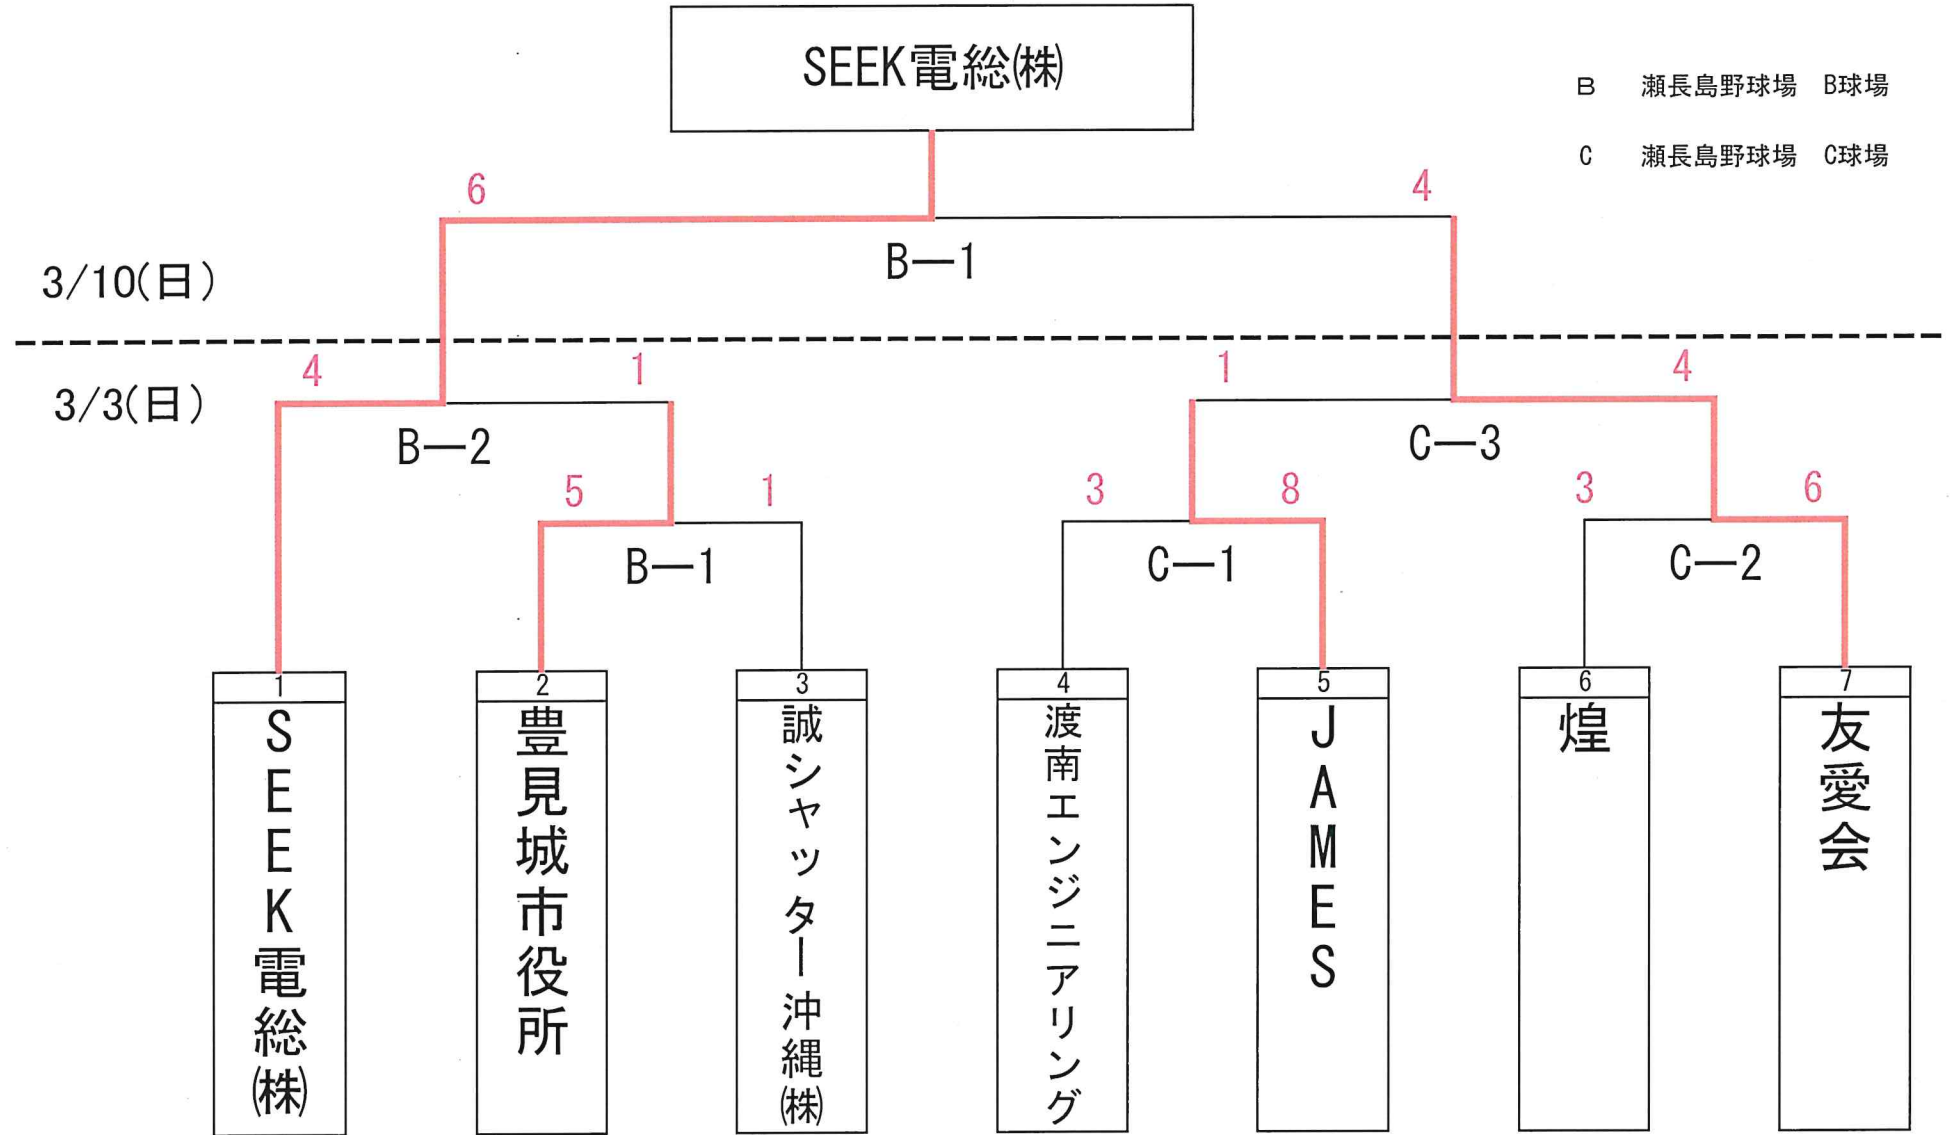 SEEK電総㈱
B 瀬長島野球場 B球場
C 瀬長島野球場 C球場
6
4
B―1
3/10(日)
4
1
1
4
3/3(日)
B―2
C―3
5
1
3
8
3
6
B―1
C―1
C―2
1
SEEK電総㈱
2
豊見城市役所
3
誠シャッター沖縄㈱
4
渡南エンジニアリング
5
JAMES
6
煌
7
友愛会